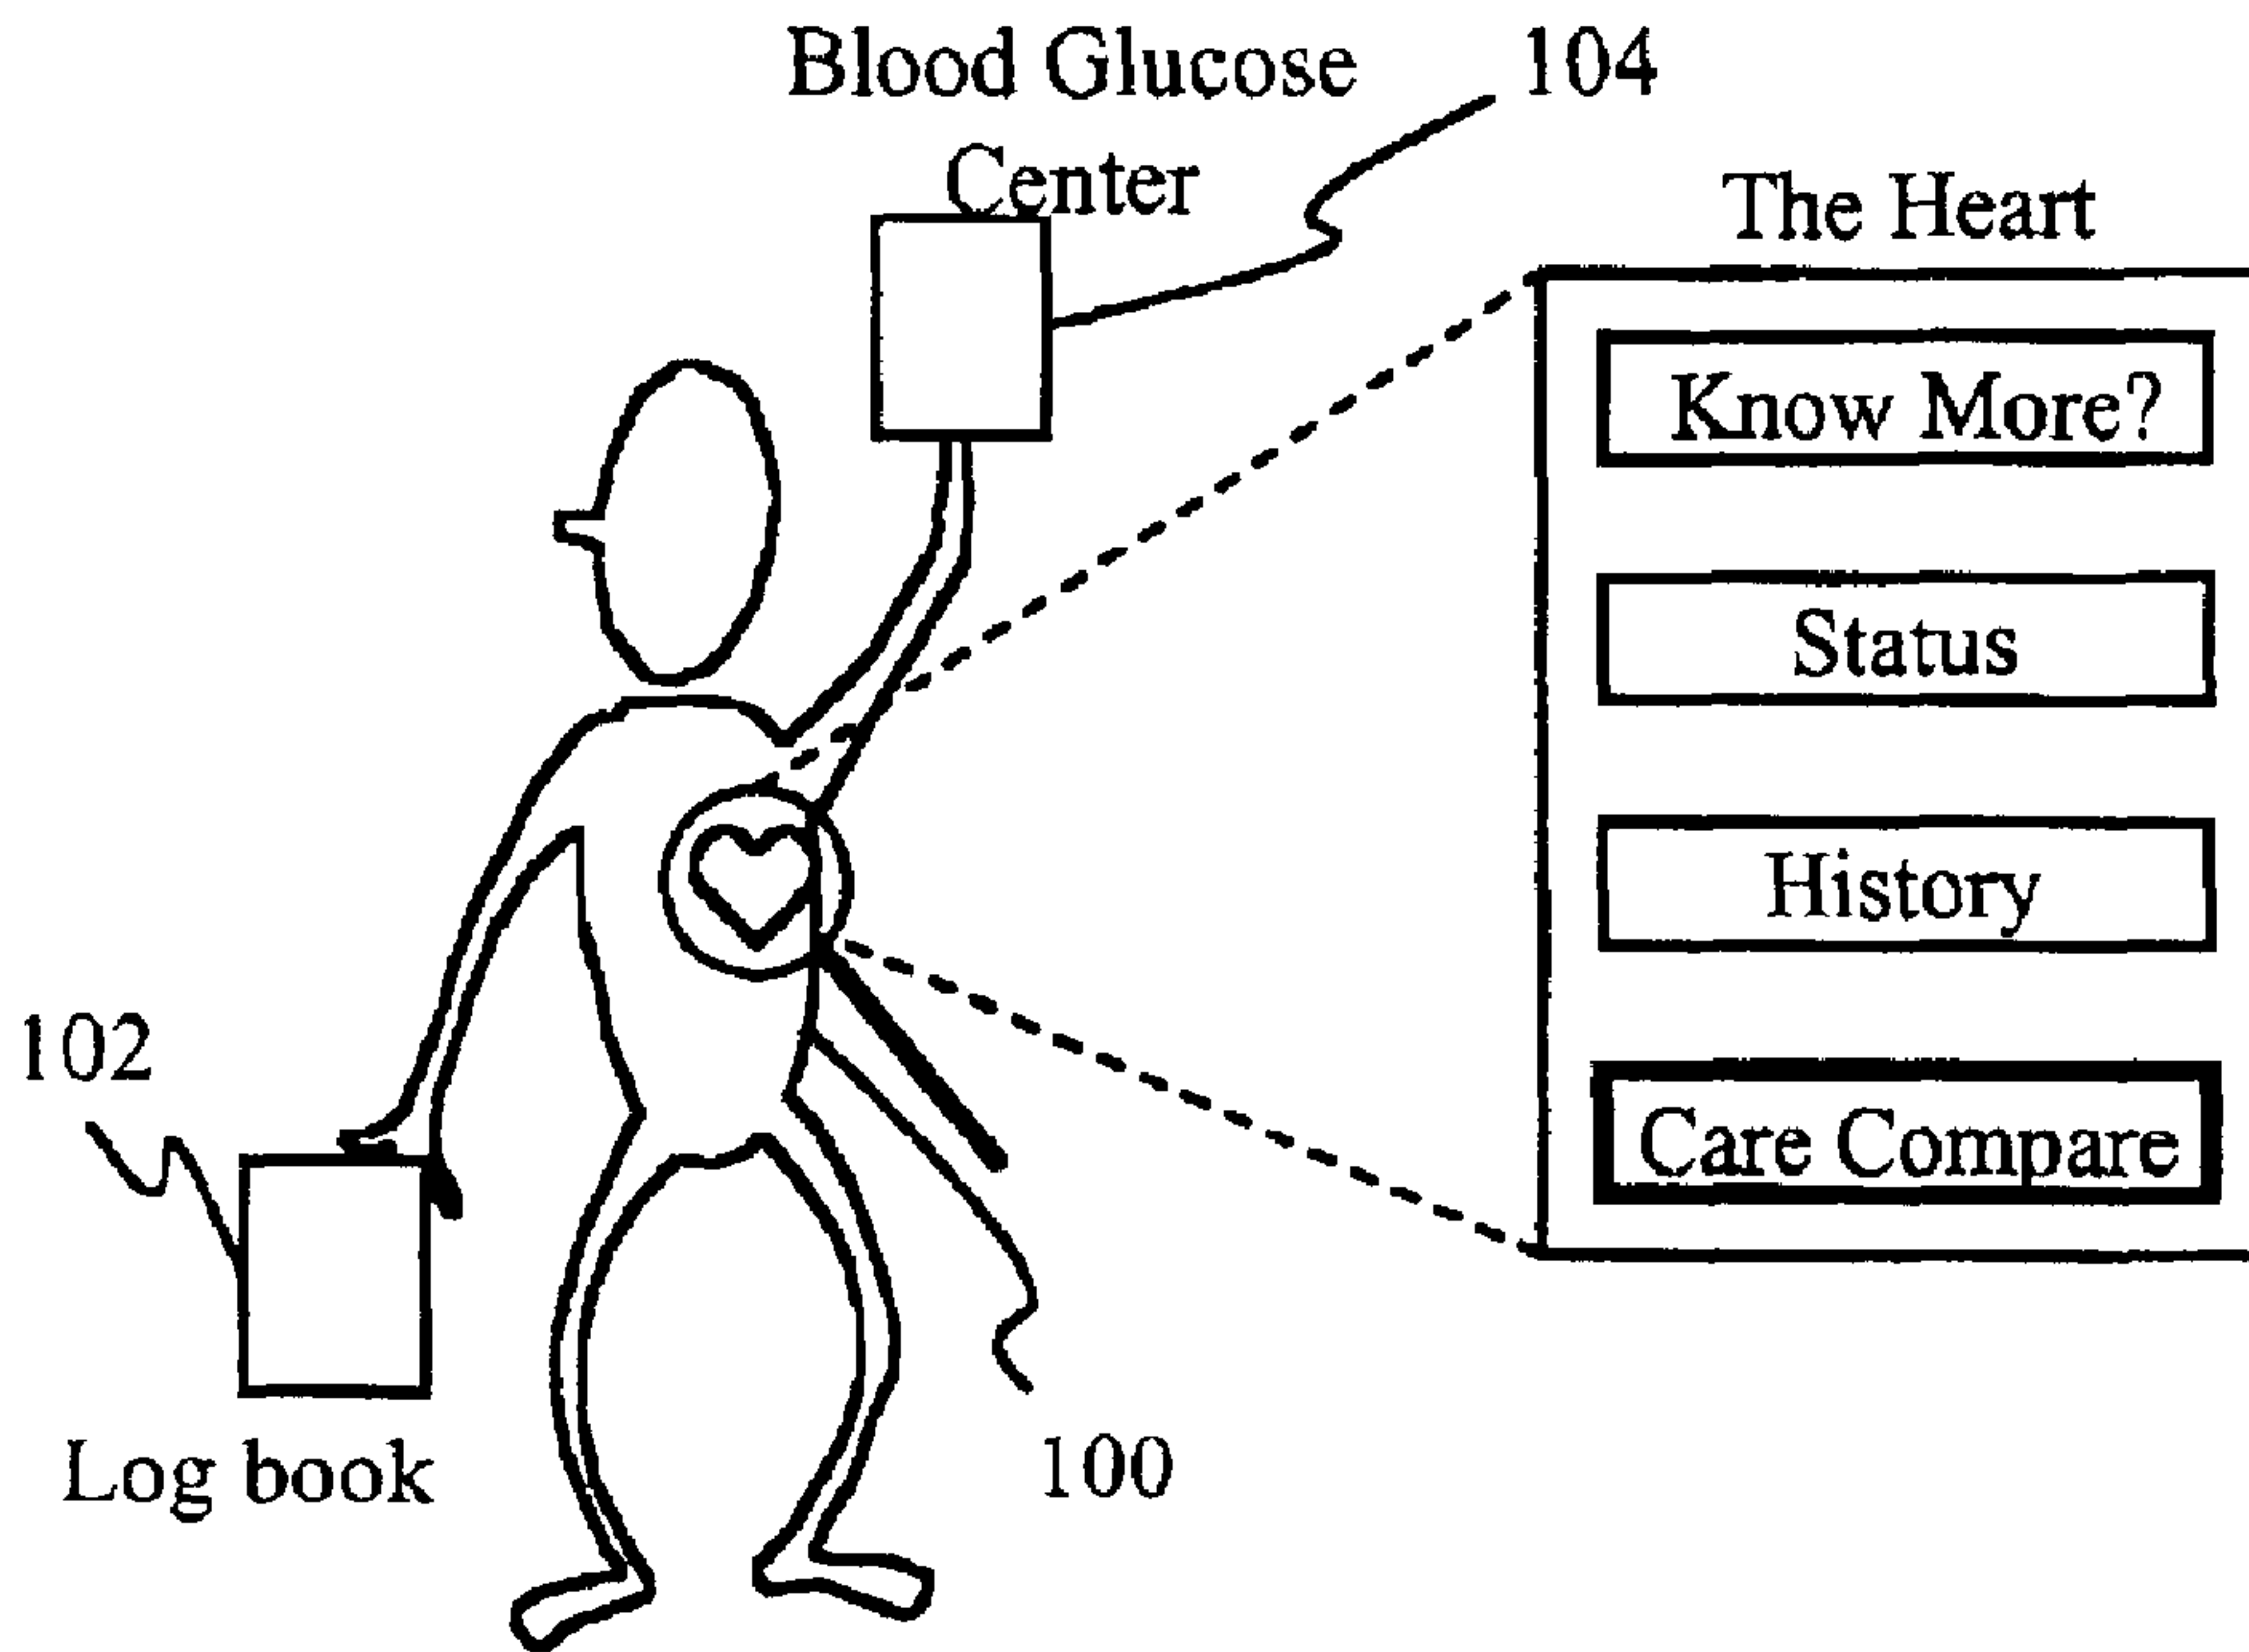 Blood Glucose
Center
104
The Heart
Know More?
Status
History
Care Compare
102
Log book
100